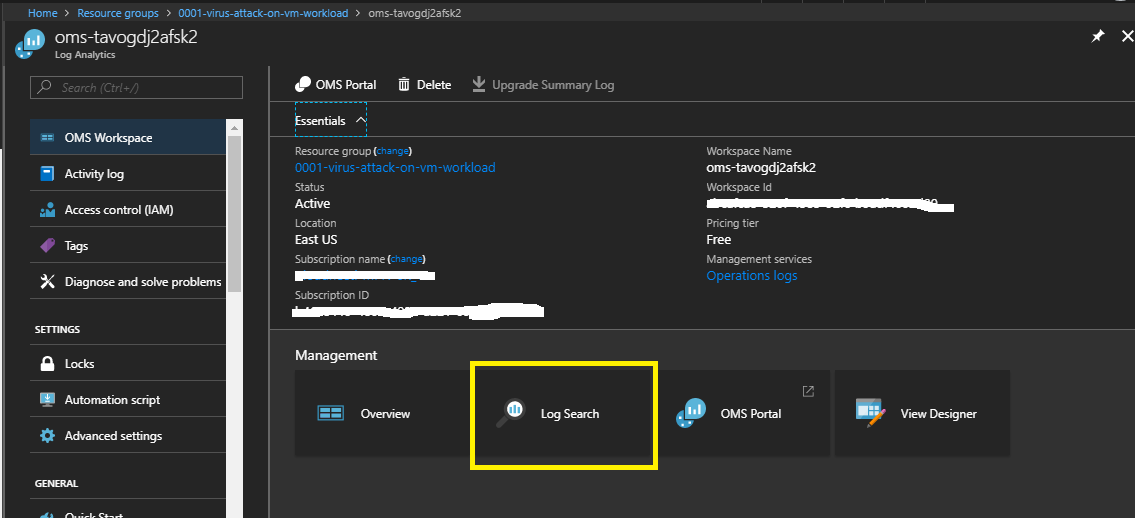 Home > Resource groups > 0001-virus-attack-on-vm-workload > oms-tavogdj2afsk2
oms-tavogdj2afsk2
Log Analytics
Search (Ctrl+/)
OMS Workspace
Activity log
Access control (IAM)
Tags
Diagnose and solve problems
SETTINGS
Locks
Automation script
Advanced settings
GENERAL
Quick Start
OMS Portal Delete Upgrade Summary Log
Essentials
Resource group (change)
0001-virus-attack-on-vm-workload
Status
Active
Location
East US
Subscription name (change)
Subscription ID
Workspace Name
oms-tavogdj2afsk2
Workspace Id
Pricing tier
Free
Management services
Operations logs
Management
Overview Log Search OMS Portal View Designer